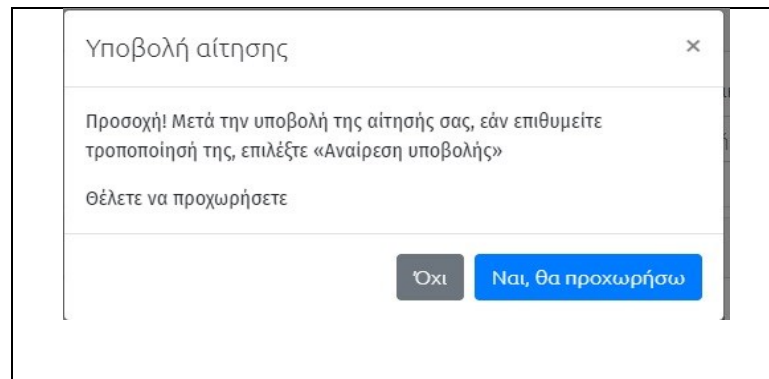 Υποβολή αίτησης
×
Προσοχή! Μετά την υποβολή της αίτησής σας, εάν επιθυμείτε
τροποποίησή της, επιλέξτε «Αναίρεση υποβολής»
Θέλετε να προχωρήσετε
Όχι
Ναι, θα προχωρήσω